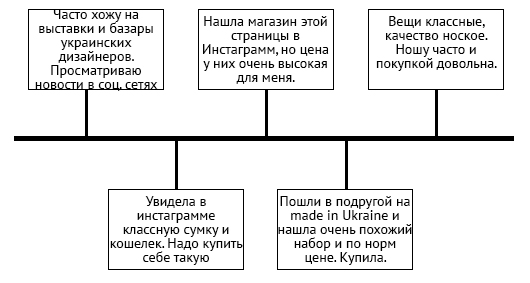 Часто хожу на
выставки и базары
украинских
дизайнеров.
Просматриваю
новости в соц. сетях
Увидела в
инстаграмме
классную сумку и
кошелек. Надо купить
себе такую
Нашла магазин этой
страницы в
Инстаграмм, но цена
у них очень высокая
для меня.
Пошли в подругой на
made in Ukraine и
нашла очень похожий
набор и по норм
цене. Купила.
Вещи классные,
качество ноское.
Ношу часто и
покупкой довольна.